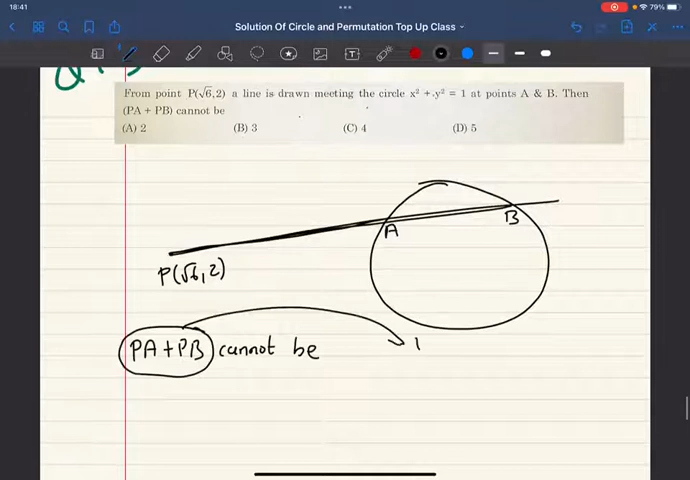 18:41
79%
Solution Of Circle and Permutation Top Up Class
From point P(√6,2) a line is drawn meeting the circle x² + y² = 1 at points A & B. Then
(PA + PB) cannot be
(A) 2 (B) 3 (C) 4 (D) 5
A
B
P(√6,2)
PA+PB cannot be